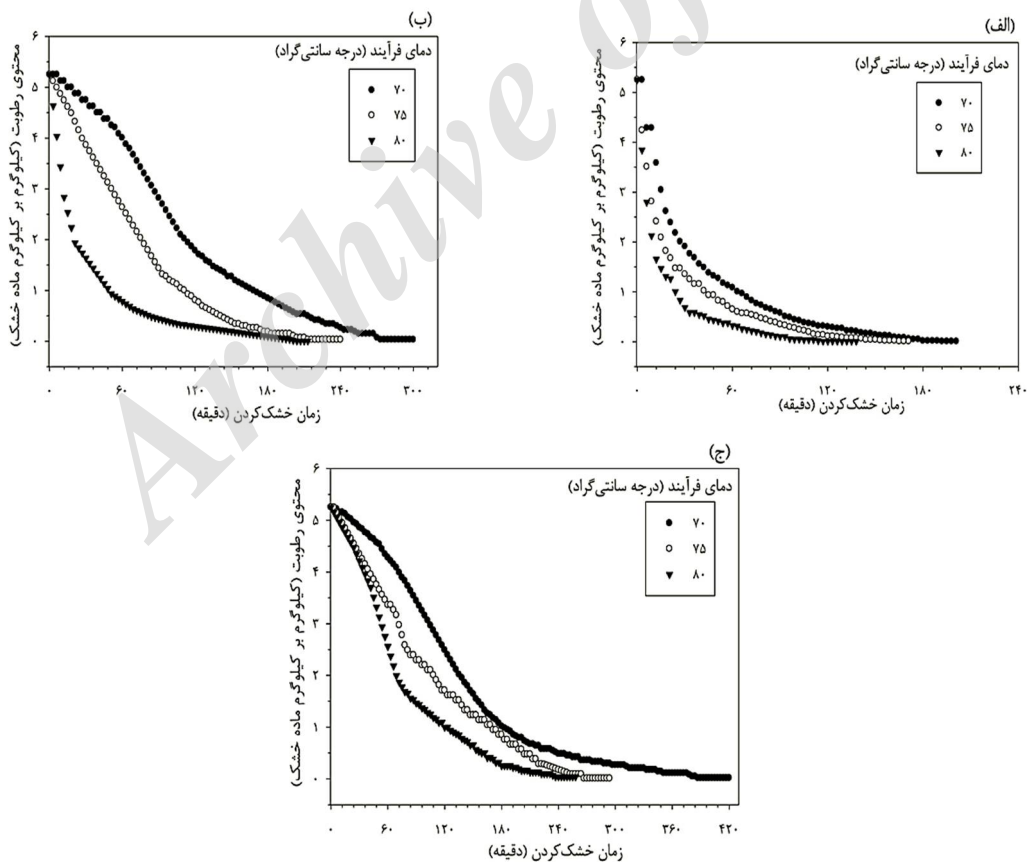 (الف)
محتوی رطوبت (کیلوگرم بر کیلوگرم ماده خشک)
دمای فرآیند (درجه سانتی‌گراد)
۷۰
۷۵
۸۰
۶
۵
۴
۳
۲
۱
۰
۰ ۶۰ ۱۲۰ ۱۸۰ ۲۴۰
زمان خشک‌کردن (دقیقه)
(ب)
محتوی رطوبت (کیلوگرم بر کیلوگرم ماده خشک)
دمای فرآیند (درجه سانتی‌گراد)
۷۰
۷۵
۸۰
۶
۵
۴
۳
۲
۱
۰
۰ ۶۰ ۱۲۰ ۱۸۰ ۲۴۰ ۳۰۰
زمان خشک‌کردن (دقیقه)
(ج)
محتوی رطوبت (کیلوگرم بر کیلوگرم ماده خشک)
دمای فرآیند (درجه سانتی‌گراد)
۷۰
۷۵
۸۰
۶
۵
۴
۳
۲
۱
۰
۰ ۶۰ ۱۲۰ ۱۸۰ ۲۴۰ ۳۰۰ ۳۶۰ ۴۲۰
زمان خشک‌کردن (دقیقه)
Archive of